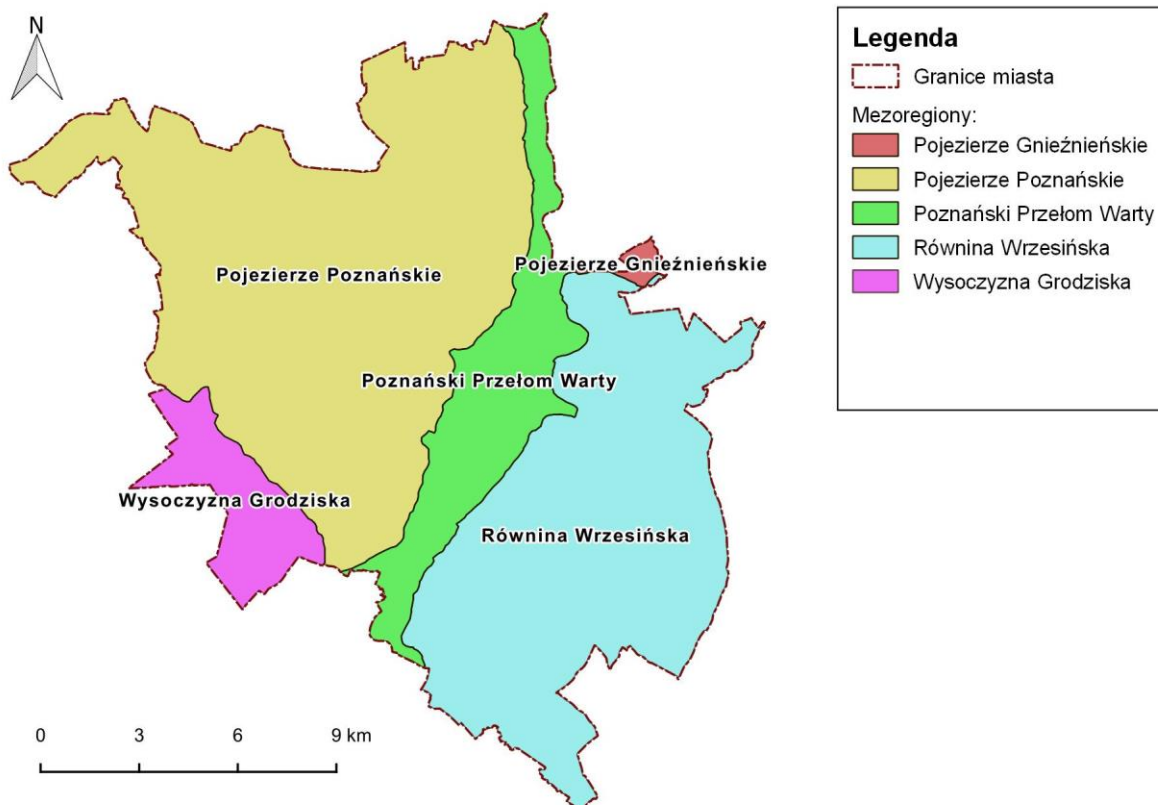 N
Pojezierze Poznańskie
Pojezierze Gnieźnieńskie
Poznański Przełom Warty
Wysoczyzna Grodziska
Równina Wrzesińska
0 3 6 9 km
Legenda
Granice miasta
Mezoregiony:
Pojezierze Gnieźnieńskie
Pojezierze Poznańskie
Poznański Przełom Warty
Równina Wrzesińska
Wysoczyzna Grodziska